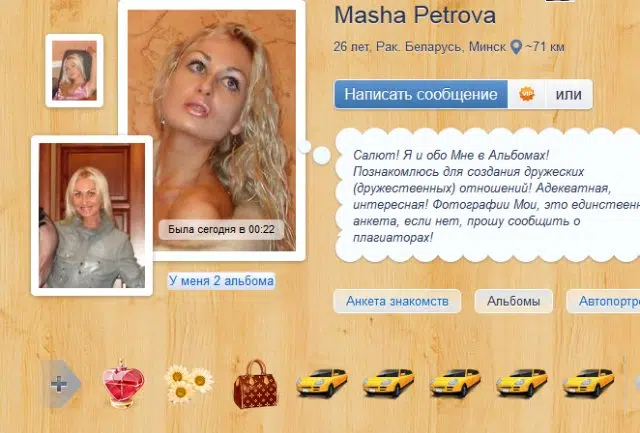 Masha Petrova
26 лет, Рак. Беларусь, Минск ~71 км
Написать сообщение VIP или
Салют! Я и обо Мне в Альбомах!
Познакомлюсь для создания дружеских
(дружественных) отношений! Адекватная,
интересная! Фотографии Мои, это единственн
анкета, если нет, прошу сообщить о
плагиаторах!
Была сегодня в 00:22
У меня 2 альбома
Анкета знакомств Альбомы Автопортре